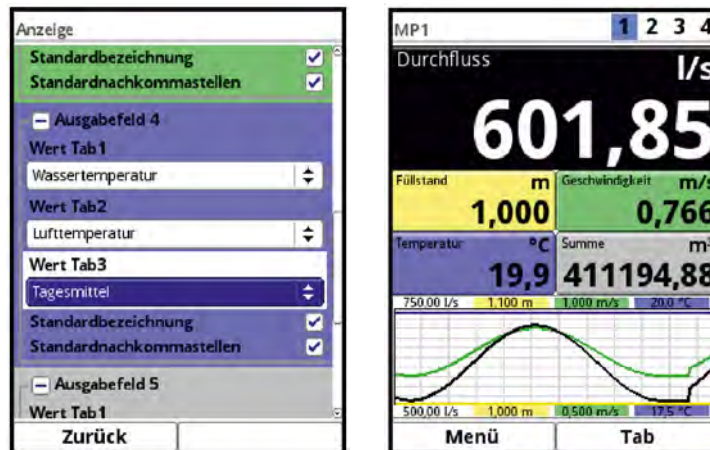 Anzeige
Standardbezeichnung
Standardnachkommastellen
Ausgabefeld 4
Wert Tab1
Wassertemperatur
Wert Tab2
Lufttemperatur
Wert Tab3
Tagesmittel
Standardbezeichnung
Standardnachkommastellen
Ausgabefeld 5
Wert Tab1
Zurück
MP1 1 2 3 4
Durchfluss l/s
601,85
Füllstand m Geschwindigkeit m/s
1,000 0,766
Temperatur °C Summe m³
19,9 411194,88
750,00 l/s 1,100 m 1,000 m/s 20,0 °C
500,00 l/s 1,000 m 0,500 m/s 17,5 °C
Menü Tab